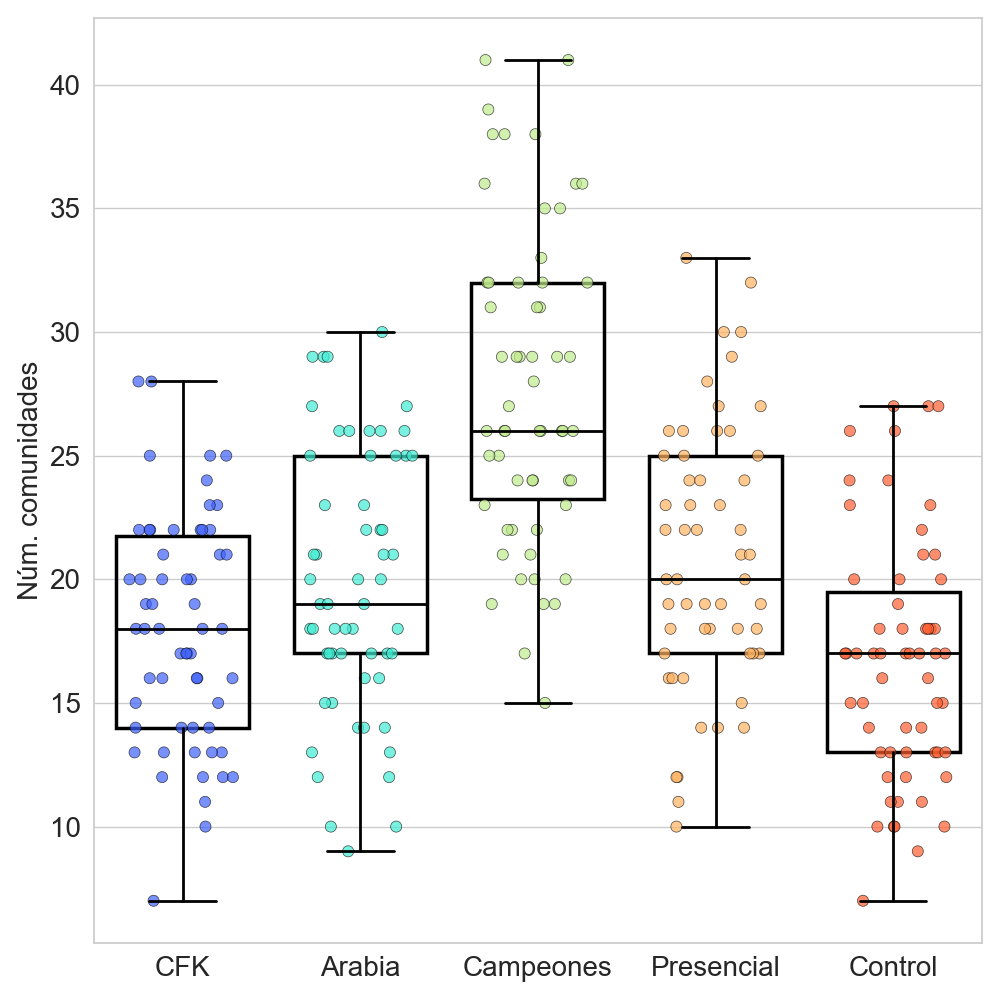 Núm. comunidades
40
35
30
25
20
15
10
CFK
Arabia
Campeones
Presencial
Control